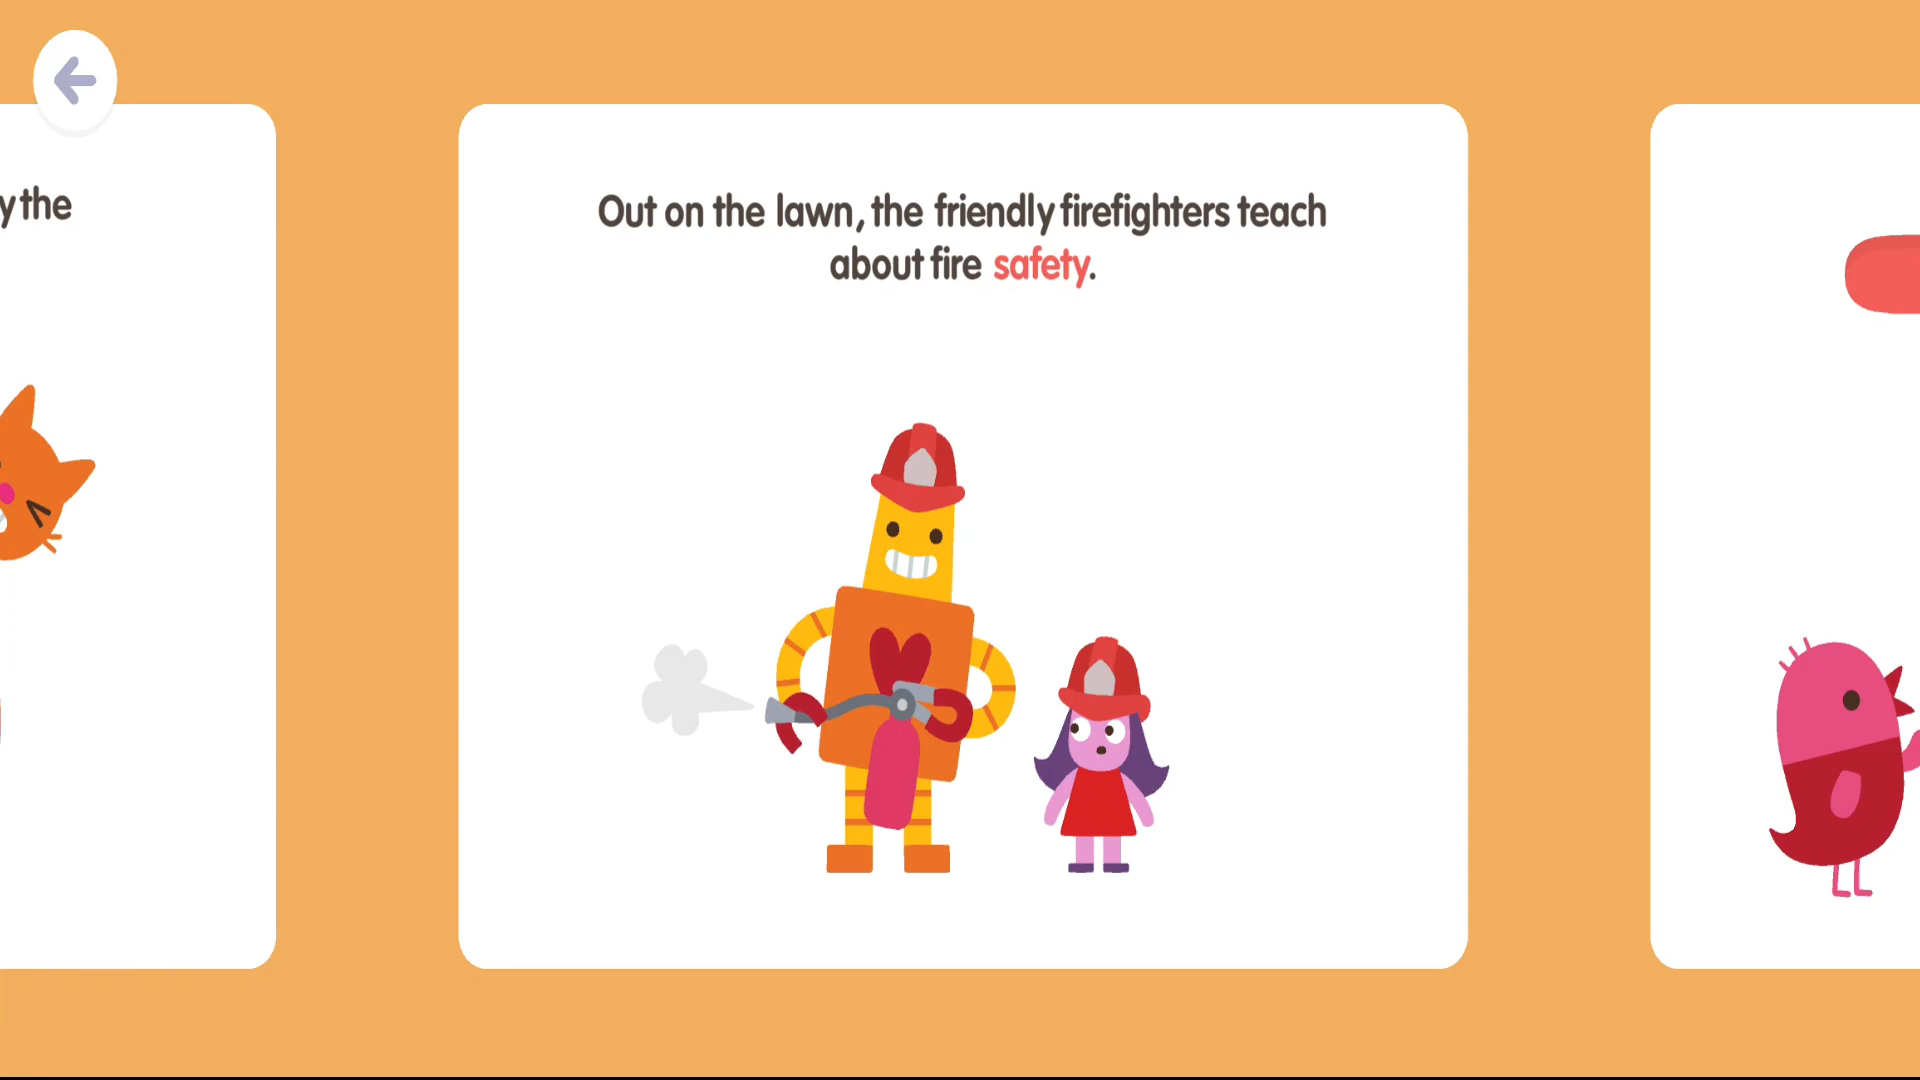 y the
Out on the lawn, the friendly firefighters teach
about fire safety.